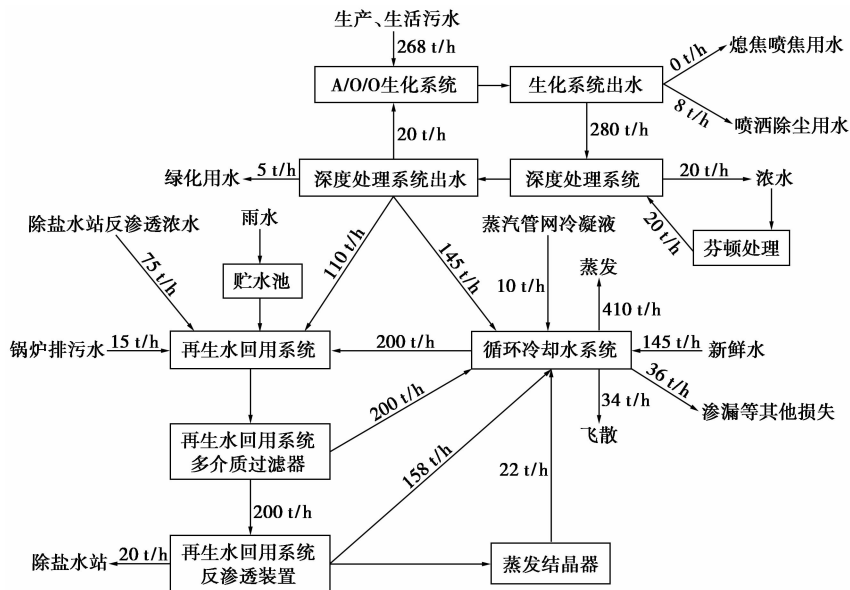 生产、生活污水
268 t/h
A/O/O生化系统
生化系统出水
0 t/h
熄焦喷焦用水
8 t/h
喷洒除尘用水
20 t/h
280 t/h
绿化用水
5 t/h
深度处理系统出水
深度处理系统
20 t/h
浓水
20 t/h
芬顿处理
除盐水站反渗透浓水
雨水
蒸汽管网冷凝液
75 t/h
贮水池
110 t/h
145 t/h
10 t/h
蒸发
410 t/h
锅炉排污水
15 t/h
再生水回用系统
200 t/h
循环冷却水系统
145 t/h
新鲜水
200 t/h
34 t/h
36 t/h
渗漏等其他损失
飞散
再生水回用系统
多介质过滤器
158 t/h
22 t/h
200 t/h
除盐水站
20 t/h
再生水回用系统
反渗透装置
蒸发结晶器